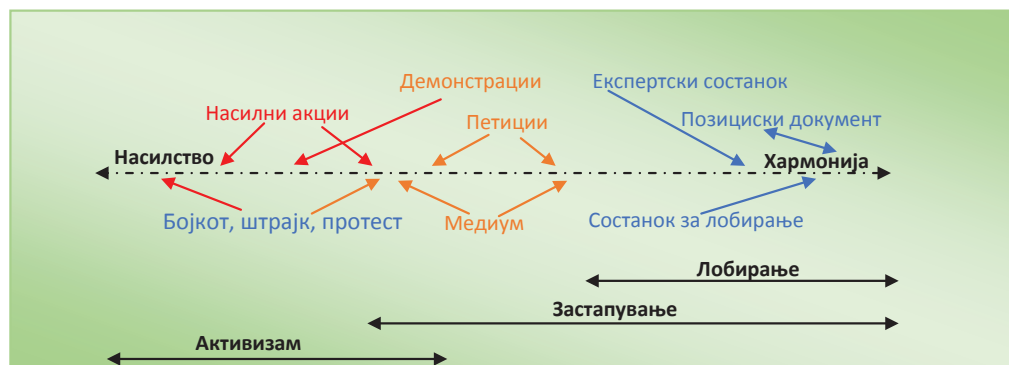 Демонстрации
Експертски состанок
Насилни акции
Петиции
Позициски документ
Насилство
Хармонија
Бојкот, штрајк, протест
Медиум
Состанок за лобирање
Лобирање
Застапување
Активизам